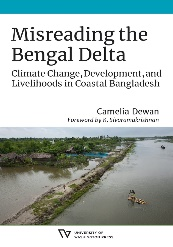 Misreading the
Bengal Delta
Climate Change, Development, and
Livelihoods in Coastal Bangladesh
Camelia Dewan
Foreword by K. Sivaramakrishnan
UNIVERSITY OF
WASHINGTON PRESS